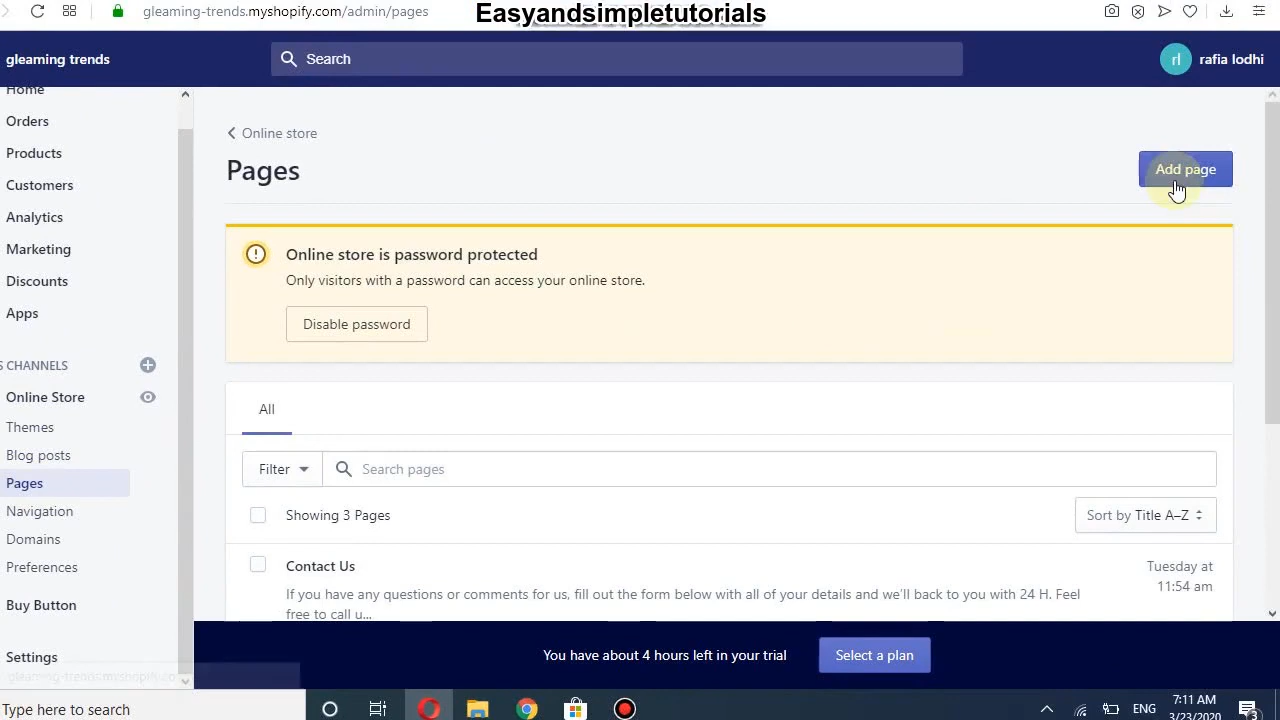 gleaming-trends.myshopify.com/admin/pages
Easyandsimpletutorials
gleaming trends
Search
rl
rafia lodhi
Home
Orders
Products
Customers
Analytics
Marketing
Discounts
Apps
S CHANNELS
Online Store
Themes
Blog posts
Pages
Navigation
Domains
Preferences
Buy Button
Settings
gleaming-trends.myshopify.co
Online store
Pages
Add page
Online store is password protected
Only visitors with a password can access your online store.
Disable password
All
Filter
Search pages
Showing 3 Pages
Sort by Title A–Z
Contact Us
Tuesday at
11:54 am
If you have any questions or comments for us, fill out the form below with all of your details and we'll back to you with 24 H. Feel
free to call u...
You have about 4 hours left in your trial
Select a plan
Type here to search
ENG
7:11 AM
3/23/2020
3